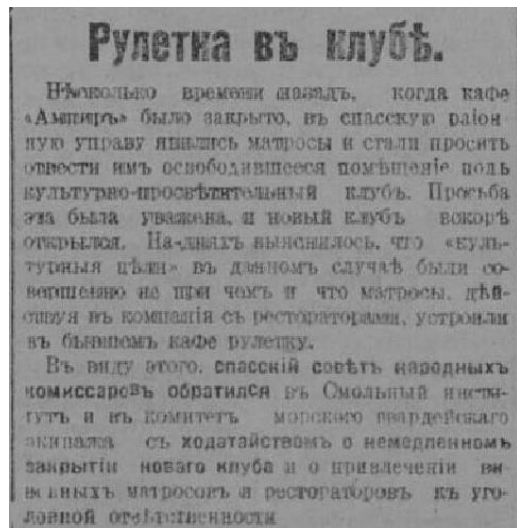 Рулетка въ клубѣ.
Нѣсколько времени назадъ, когда кафе
«Ампиръ» было закрыто, въ спасскую район
ную управу явились матросы и стали просить
отвести имъ освободившееся помѣщеніе подъ
культурно-просвѣтительный клубъ. Просьба
эта была уважена, и новый клубъ вскорѣ
открылся. На-дняхъ выяснилось, что «куль-
турныя цѣли» въ данномъ случаѣ были со-
вершенно не при чемъ и что матросы, дѣй-
ствуя въ компаніи съ рестораторами, устроили
въ бывшемъ кафе рулетку.
Въ виду этого, спасскій совѣтъ народныхъ
комиссаровъ обратился въ Смольный инсти-
тутъ и въ комитетъ морского гвардейскаго
экипажа съ ходатайствомъ о немедленномъ
закрытіи новаго клуба и о привлеченіи ви-
новныхъ матросовъ и рестораторовъ къ уго-
ловной отвѣтственности